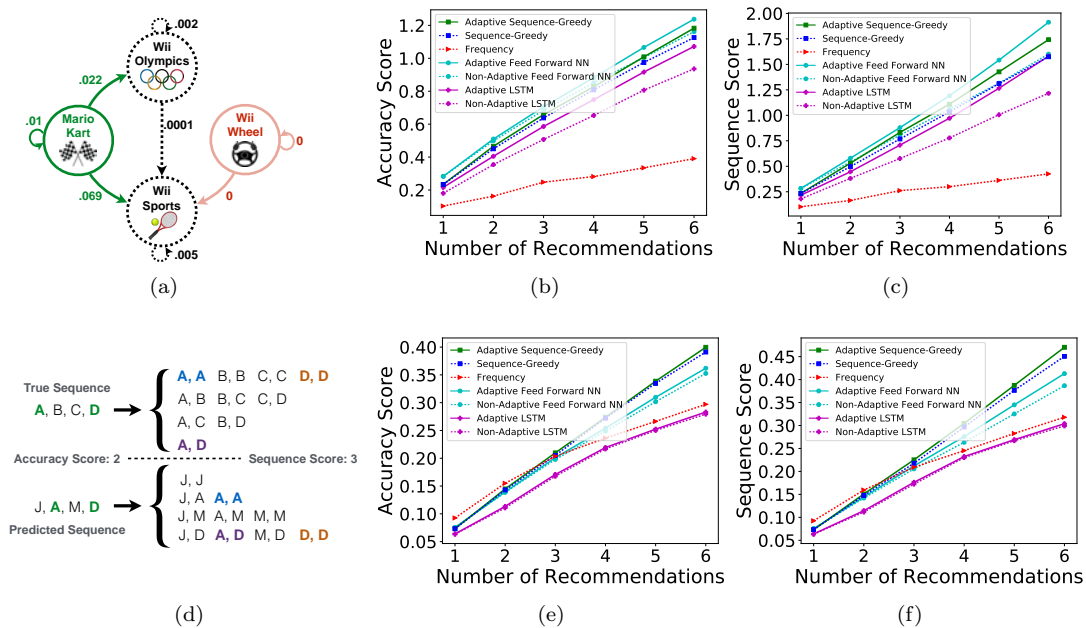 .002
Wii
Olympics
.022
.01
Mario
Kart
.0001
Wii
Wheel
0
.069
Wii
Sports
0
.005
(a)
Accuracy Score
1.2
1.0
0.8
0.6
0.4
0.2
Adaptive Sequence-Greedy
Sequence-Greedy
Frequency
Adaptive Feed Forward NN
Non-Adaptive Feed Forward NN
Adaptive LSTM
Non-Adaptive LSTM
1 2 3 4 5 6
Number of Recommendations
(b)
Sequence Score
2.00
1.75
1.50
1.25
1.00
0.75
0.50
0.25
Adaptive Sequence-Greedy
Sequence-Greedy
Frequency
Adaptive Feed Forward NN
Non-Adaptive Feed Forward NN
Adaptive LSTM
Non-Adaptive LSTM
1 2 3 4 5 6
Number of Recommendations
(c)
True Sequence
A, B, C, D
A, A B, B C, C D, D
A, B B, C C, D
A, C B, D
A, D
Accuracy Score: 2 Sequence Score: 3
J, A, M, D
Predicted Sequence
J, J
J, A A, A
J, M A, M M, M
J, D A, D M, D D, D
(d)
Accuracy Score
0.40
0.35
0.30
0.25
0.20
0.15
0.10
0.05
Adaptive Sequence-Greedy
Sequence-Greedy
Frequency
Adaptive Feed Forward NN
Non-Adaptive Feed Forward NN
Adaptive LSTM
Non-Adaptive LSTM
1 2 3 4 5 6
Number of Recommendations
(e)
Sequence Score
0.45
0.40
0.35
0.30
0.25
0.20
0.15
0.10
0.05
Adaptive Sequence-Greedy
Sequence-Greedy
Frequency
Adaptive Feed Forward NN
Non-Adaptive Feed Forward NN
Adaptive LSTM
Non-Adaptive LSTM
1 2 3 4 5 6
Number of Recommendations
(f)